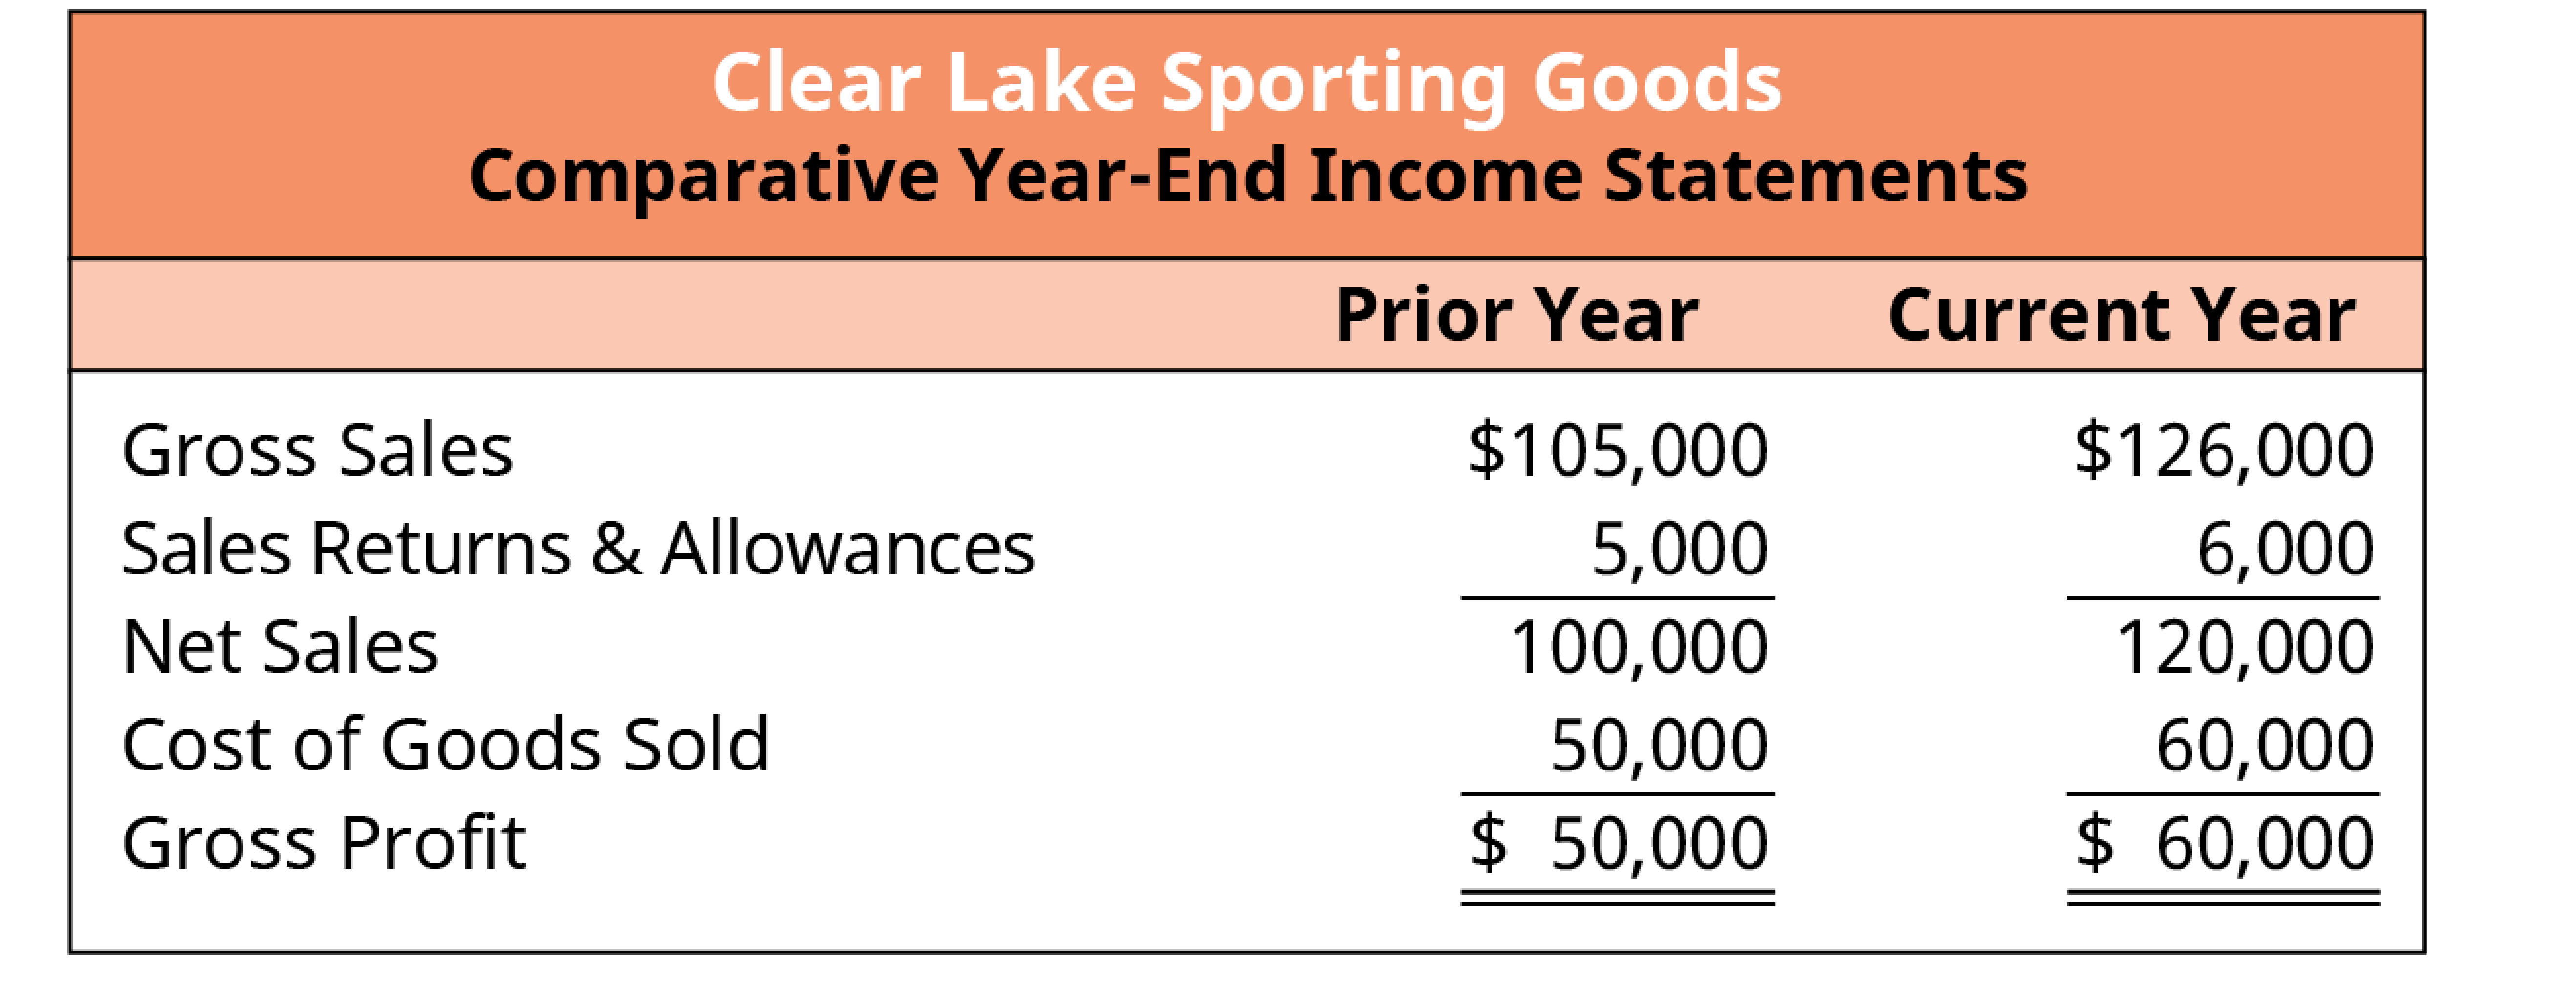 Clear Lake Sporting Goods
Comparative Year-End Income Statements
Prior Year Current Year
Gross Sales $105,000 $126,000
Sales Returns & Allowances 5,000 6,000
Net Sales 100,000 120,000
Cost of Goods Sold 50,000 60,000
Gross Profit $ 50,000 $ 60,000